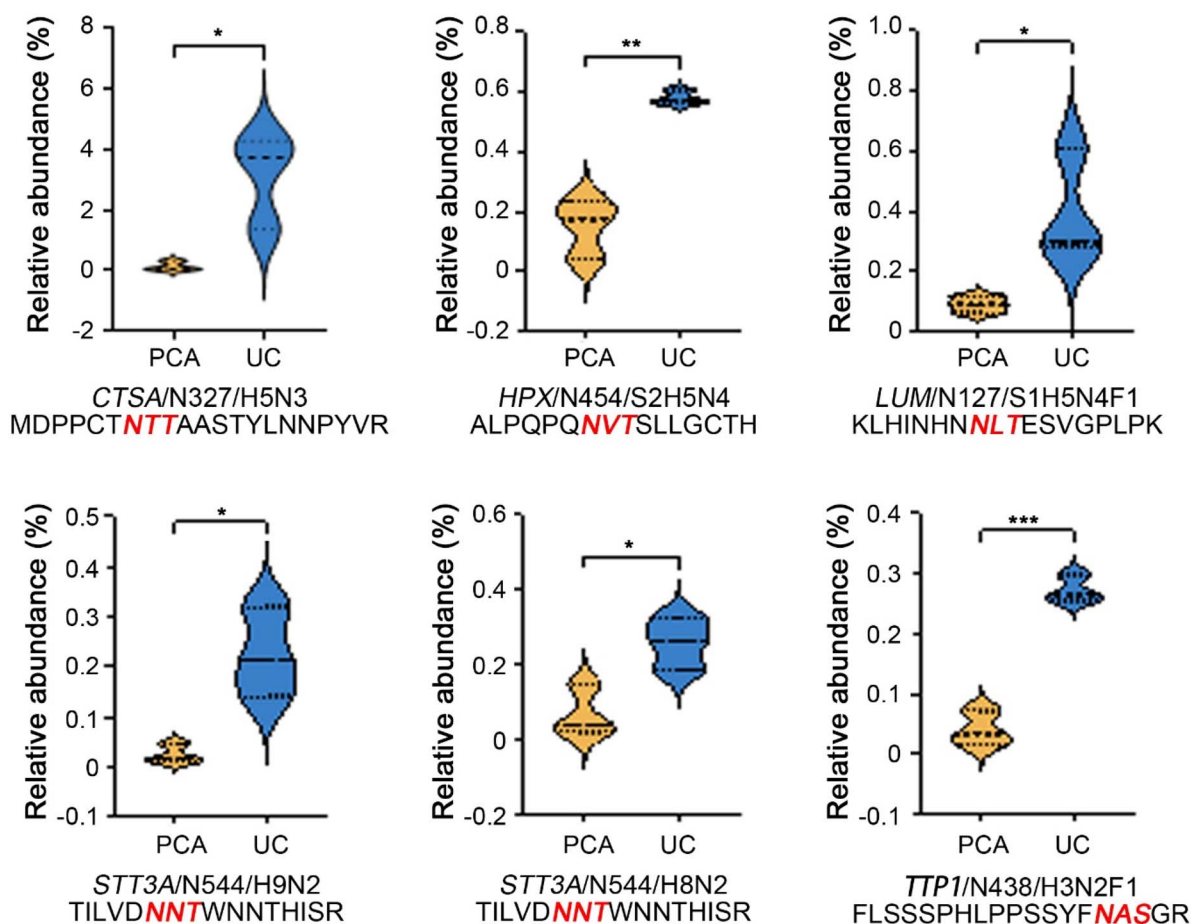 Relative abundance (%)
8
6
4
2
0
-2
*
PCA UC
CTSA/N327/H5N3
MDPPCTNTTAASTYLNNPYVR
Relative abundance (%)
0.8
0.6
0.4
0.2
0
-0.2
**
PCA UC
HPX/N454/S2H5N4
ALPQPQNVTSLLGCTH
Relative abundance (%)
1.0
0.8
0.6
0.4
0.2
0
*
PCA UC
LUM/N127/S1H5N4F1
KLHINHNNLTESVGPLPK
Relative abundance (%)
0.5
0.4
0.3
0.2
0.1
0
-0.1
*
PCA UC
STT3A/N544/H9N2
TILVDNNTWNNTHISR
Relative abundance (%)
0.6
0.4
0.2
0
-0.2
*
PCA UC
STT3A/N544/H8N2
TILVDNNTWNNTHISR
Relative abundance (%)
0.4
0.3
0.2
0.1
0
-0.1
***
PCA UC
TTP1/N438/H3N2F1
FLSSSPHLPPSSYFNASGR